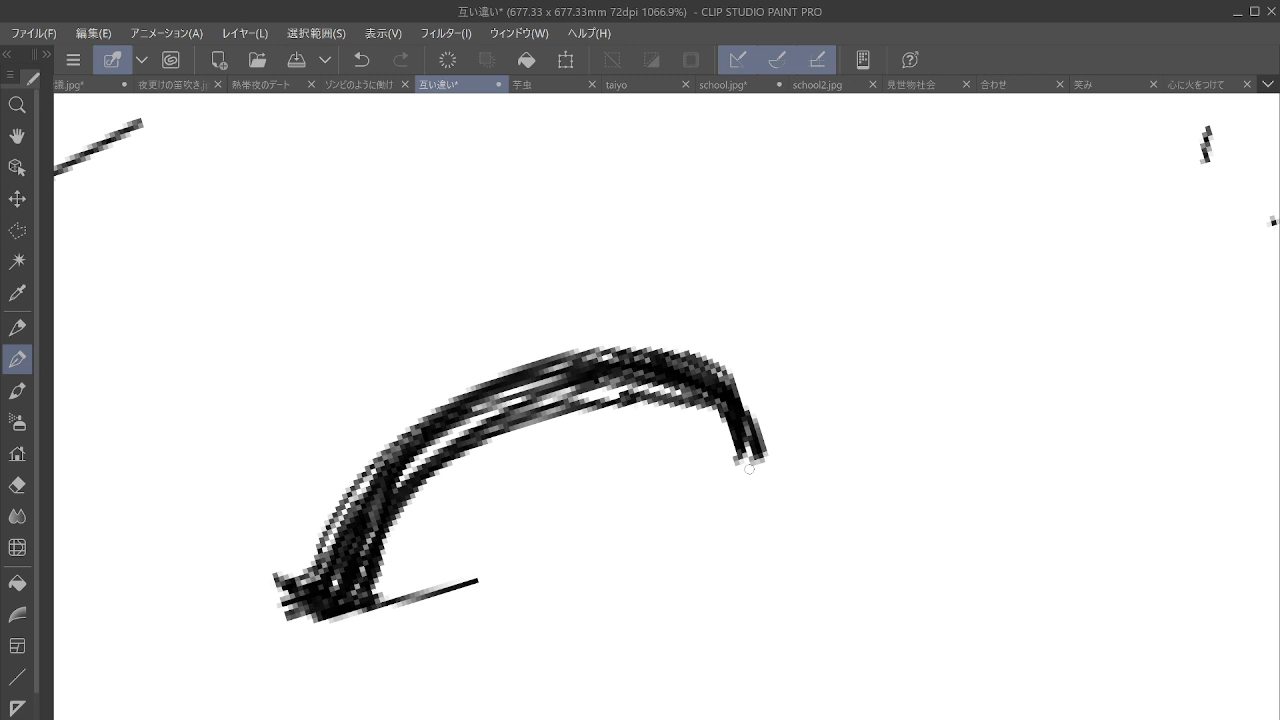 互い違い* (677.33 x 677.33mm 72dpi 1066.9%) - CLIP STUDIO PAINT PRO
ファイル(F) 編集(E) アニメーション(A) レイヤー(L) 選択範囲(S) 表示(V) フィルター(I) ウィンドウ(W) ヘルプ(H)
.jpg* 夜更けの笛吹き.j 熱帯夜のデート ゾンビのように働け 互い違い* 芋虫 taiyo school.jpg* school2.jpg 見世物社会 合わせ 笑み 心に火をつけて